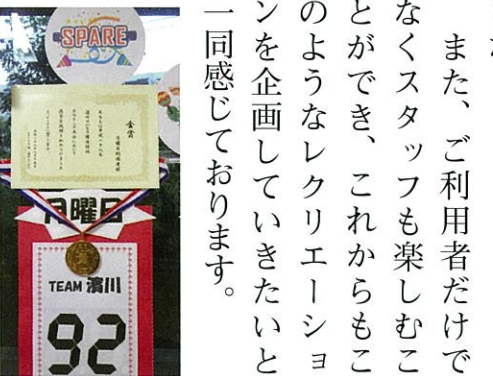 また、ご利用者だけで
なくスタッフも楽しむこ
とができ、これからもこ
のようなレクリエーショ
ンを企画していきたいと
一同感じております。
SPARE
金賞
月曜日
TEAM 濱川
92